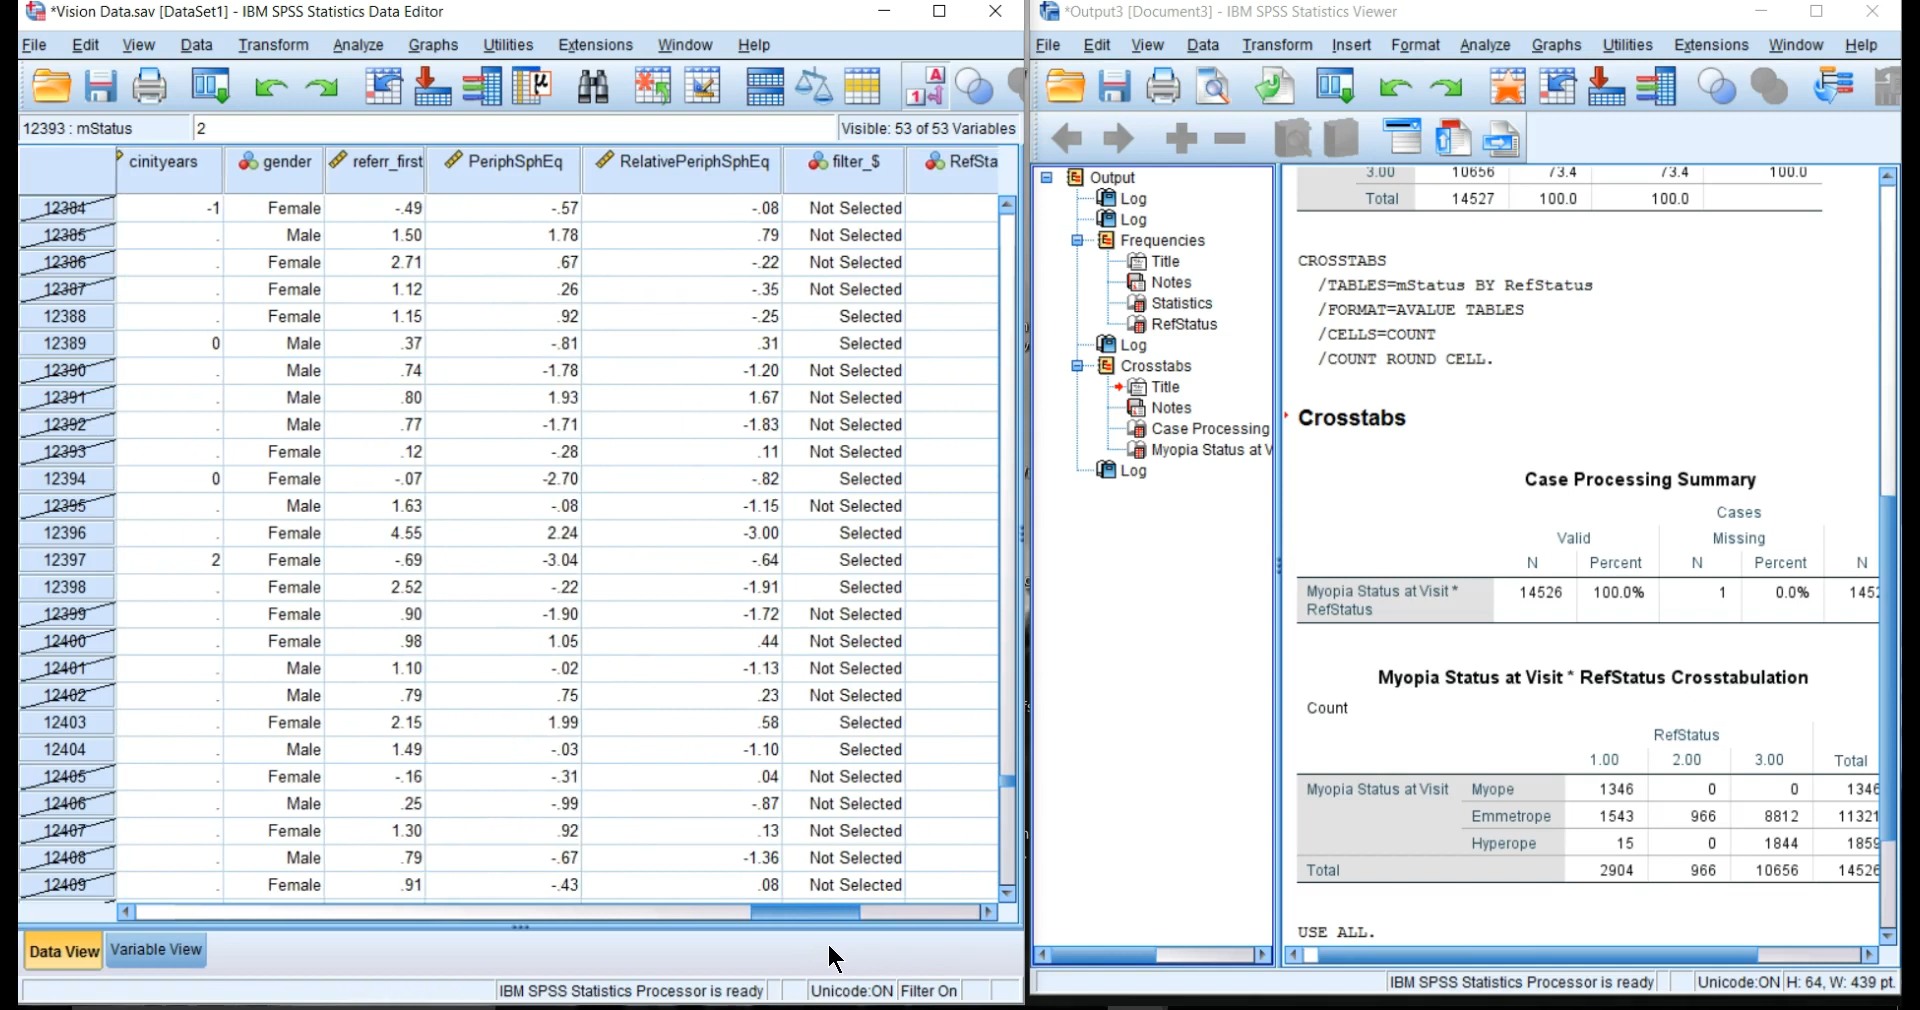 *Vision Data.sav [DataSet1] - IBM SPSS Statistics Data Editor
File Edit View Data Transform Analyze Graphs Utilities Extensions Window Help
12393 : mStatus 2 Visible: 53 of 53 Variables
cinityears gender referr_first PeriphSphEq RelativePeriphSphEq filter_$ RefSta
12384 -1 Female -.49 -.57 -.08 Not Selected
12385 . Male 1.50 1.78 .79 Not Selected
12386 . Female 2.71 .67 -.22 Not Selected
12387 . Female 1.12 .26 -.35 Not Selected
12388 . Female 1.15 .92 -.25 Selected
12389 0 Male .37 -.81 .31 Selected
12390 . Male .74 -1.78 -1.20 Not Selected
12391 . Male .80 1.93 1.67 Not Selected
12392 . Male .77 -1.71 -1.83 Not Selected
12393 . Female .12 -.28 .11 Not Selected
12394 0 Female -.07 -2.70 -.82 Selected
12395 . Male 1.63 -.08 -1.15 Not Selected
12396 . Female 4.55 2.24 -3.00 Selected
12397 2 Female -.69 -3.04 -.64 Selected
12398 . Female 2.52 -.22 -1.91 Selected
12399 . Female .90 -1.90 -1.72 Not Selected
12400 . Female .98 1.05 .44 Not Selected
12401 . Male 1.10 -.02 -1.13 Not Selected
12402 . Male .79 .75 .23 Not Selected
12403 . Female 2.15 1.99 .58 Selected
12404 . Male 1.49 -.03 -1.10 Selected
12405 . Female -.16 -.31 .04 Not Selected
12406 . Male .25 -.99 -.87 Not Selected
12407 . Female 1.30 .92 .13 Not Selected
12408 . Male .79 -.67 -1.36 Not Selected
12409 . Female .91 -.43 .08 Not Selected
Data View Variable View
IBM SPSS Statistics Processor is ready Unicode:ON Filter On
*Output3 [Document3] - IBM SPSS Statistics Viewer
File Edit View Data Transform Insert Format Analyze Graphs Utilities Extensions Window Help
Output
Log
Log
Frequencies
Title
Notes
Statistics
RefStatus
Log
Crosstabs
Title
Notes
Case Processing
Myopia Status at V
Log
3.00 10656 73.4 73.4 100.0
Total 14527 100.0 100.0
CROSSTABS
/TABLES=mStatus BY RefStatus
/FORMAT=AVALUE TABLES
/CELLS=COUNT
/COUNT ROUND CELL.
Crosstabs
Case Processing Summary
Cases
Valid Missing
N Percent N Percent N
Myopia Status at Visit * RefStatus 14526 100.0% 1 0.0% 1452
Myopia Status at Visit * RefStatus Crosstabulation
Count
RefStatus
1.00 2.00 3.00 Total
Myopia Status at Visit Myope 1346 0 0 1346
Emmetrope 1543 966 8812 11321
Hyperope 15 0 1844 1859
Total 2904 966 10656 14526
USE ALL.
IBM SPSS Statistics Processor is ready Unicode:ON H: 64, W: 439 pt.